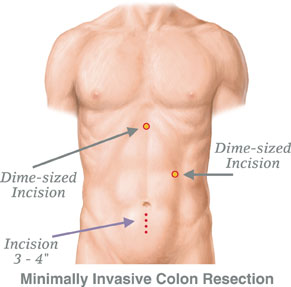 Dime-sized
Incision
Dime-sized
Incision
Incision
3 - 4"
Minimally Invasive Colon Resection